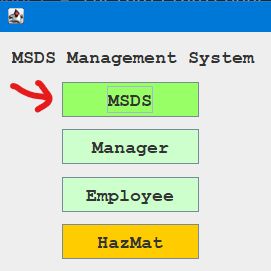 MSDS Management System
MSDS
Manager
Employee
HazMat